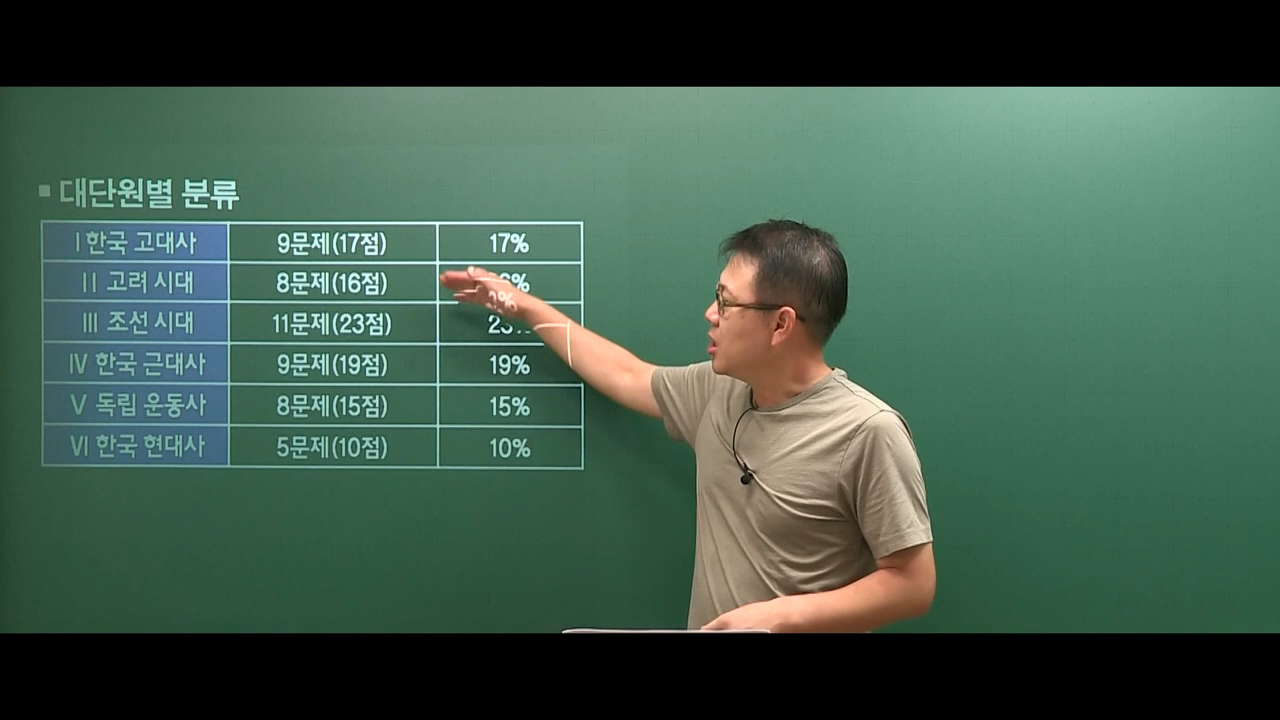 ▪ 대단원별 분류
Ⅰ 한국 고대사 9문제(17점) 17%
Ⅱ 고려 시대 8문제(16점)
Ⅲ 조선 시대 11문제(23점)
Ⅳ 한국 근대사 9문제(19점) 19%
Ⅴ 독립 운동사 8문제(15점) 15%
Ⅵ 한국 현대사 5문제(10점) 10%